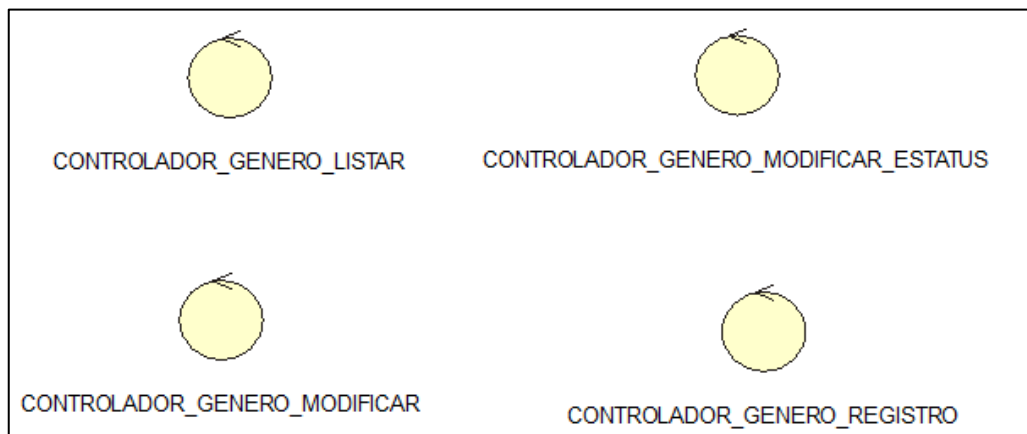 CONTROLADOR_GENERO_LISTAR
CONTROLADOR_GENERO_MODIFICAR_ESTATUS
CONTROLADOR_GENERO_MODIFICAR
CONTROLADOR_GENERO_REGISTRO